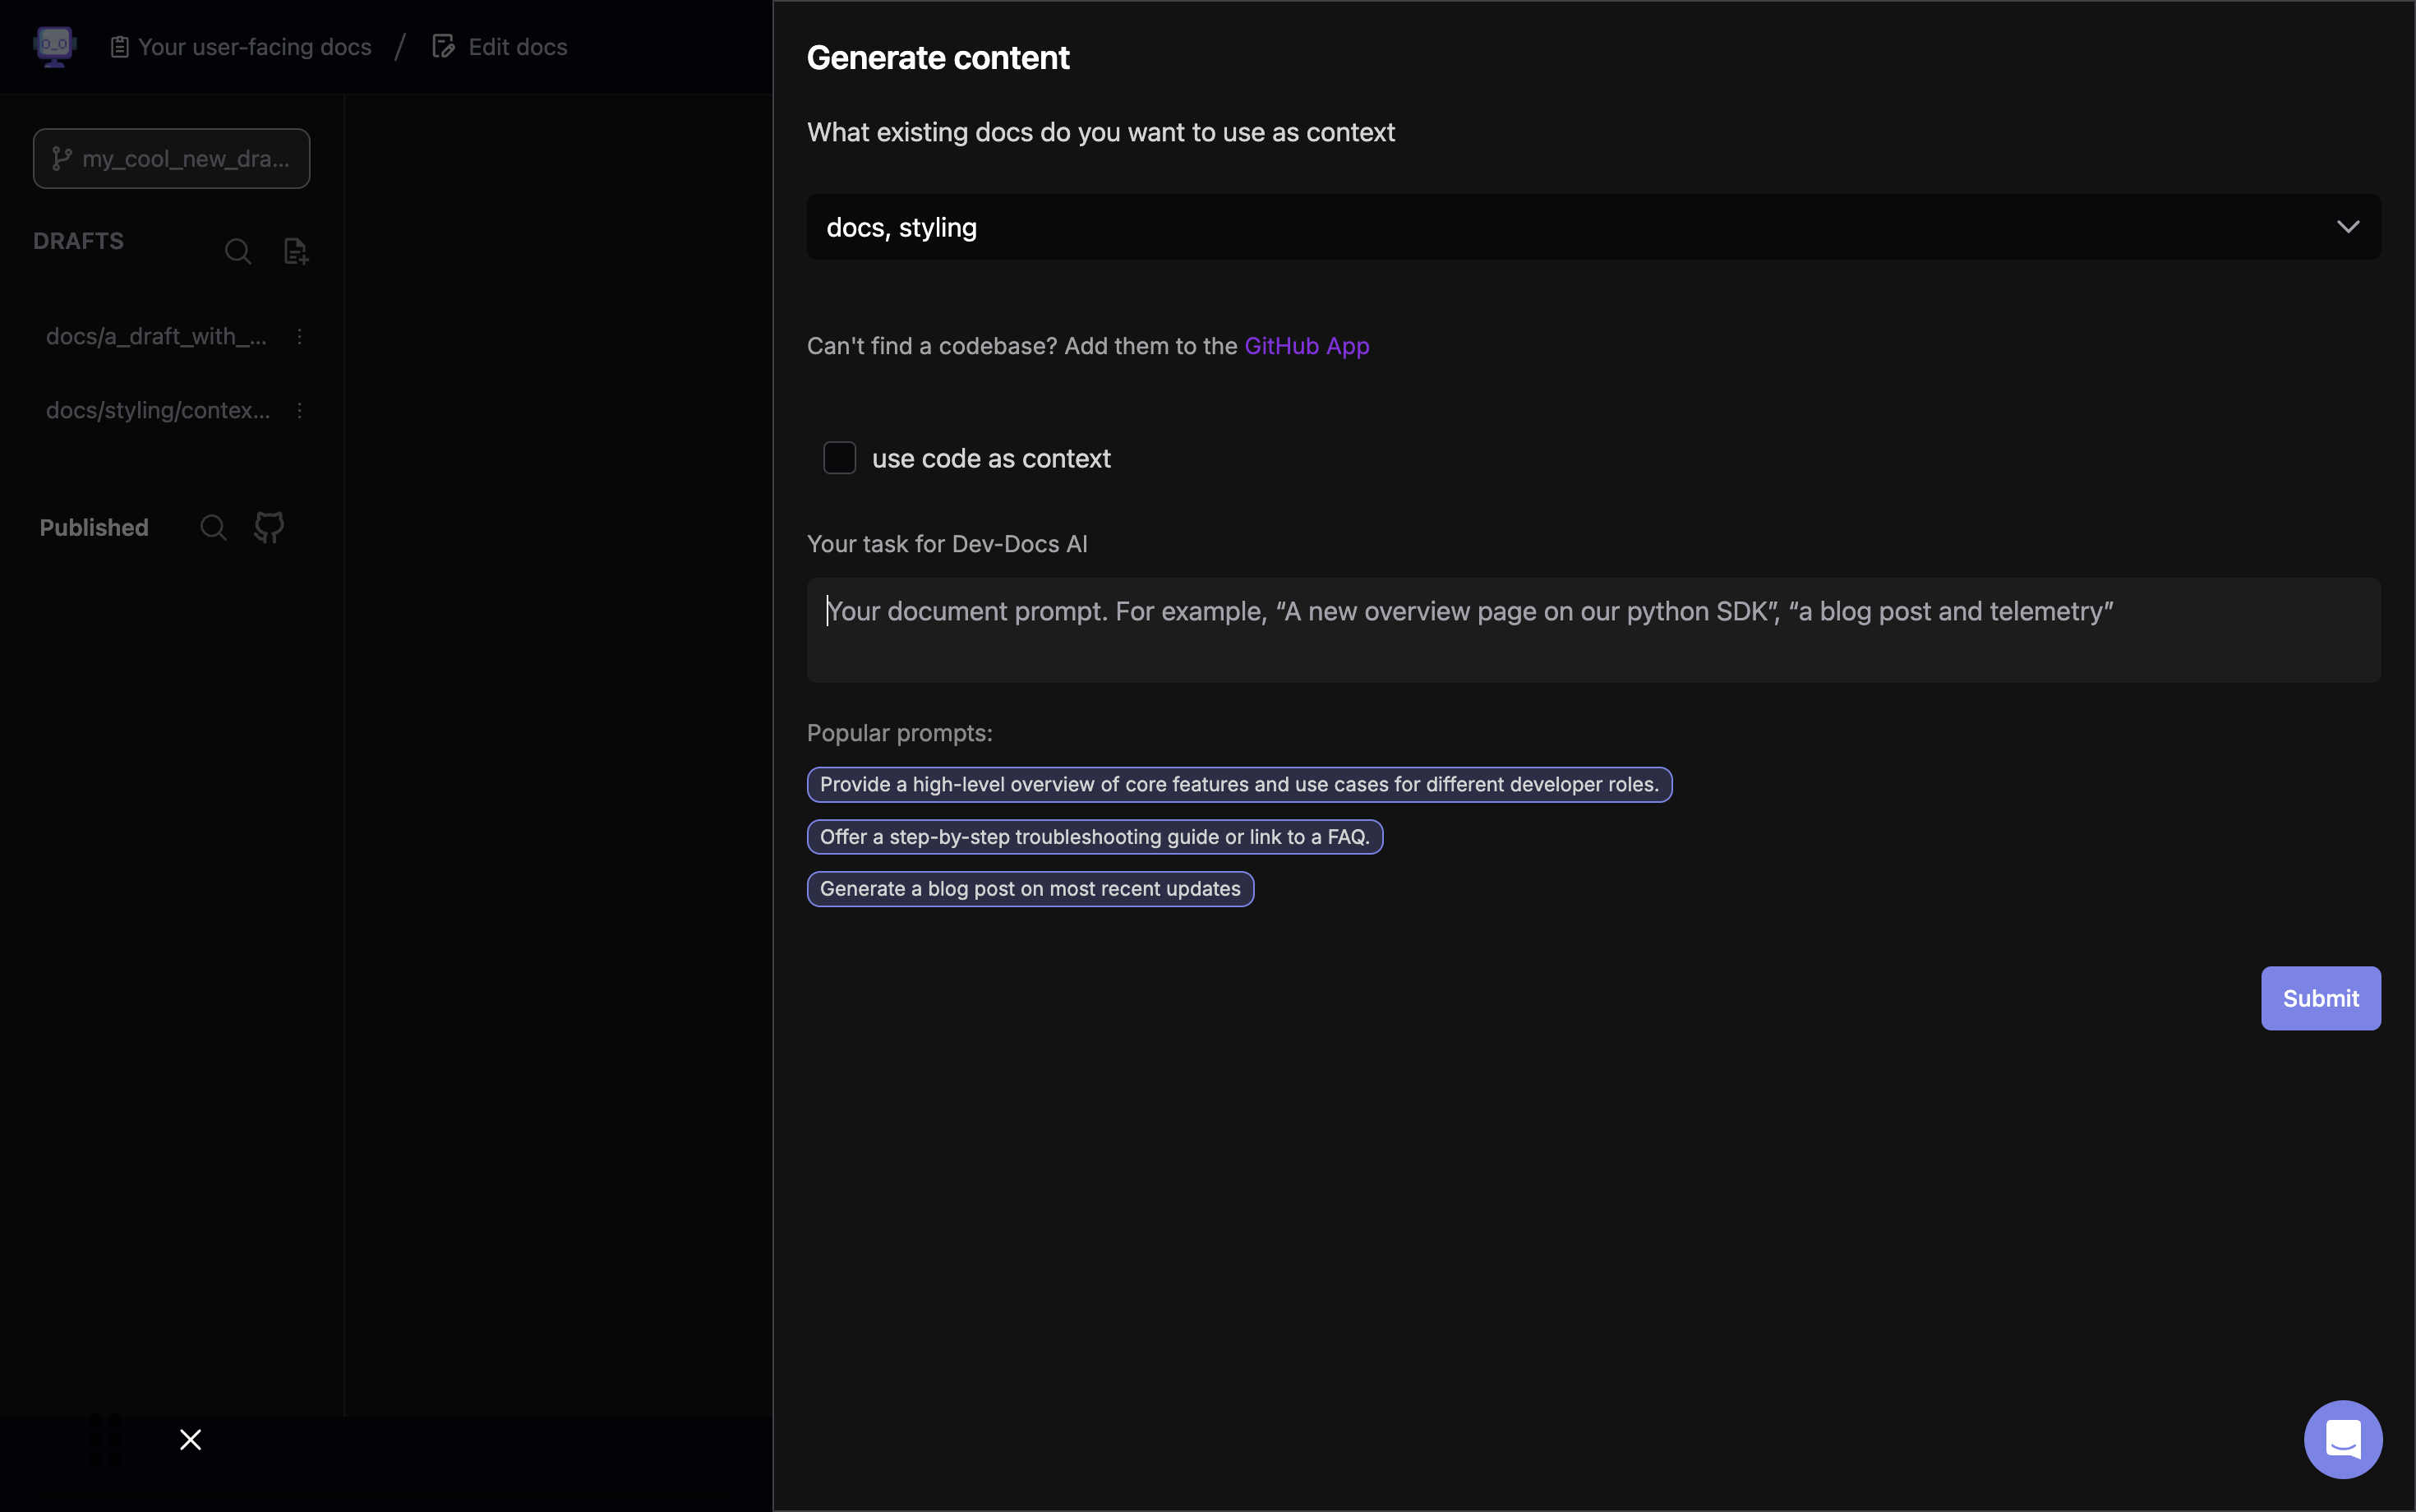 Your user-facing docs / Edit docs
my_cool_new_dra...
DRAFTS
docs/a_draft_with_...
docs/styling/contex...
Published
Generate content
What existing docs do you want to use as context
docs, styling
Can't find a codebase? Add them to the GitHub App
use code as context
Your task for Dev-Docs AI
Your document prompt. For example, “A new overview page on our python SDK”, “a blog post and telemetry”
Popular prompts:
Provide a high-level overview of core features and use cases for different developer roles.
Offer a step-by-step troubleshooting guide or link to a FAQ.
Generate a blog post on most recent updates
Submit